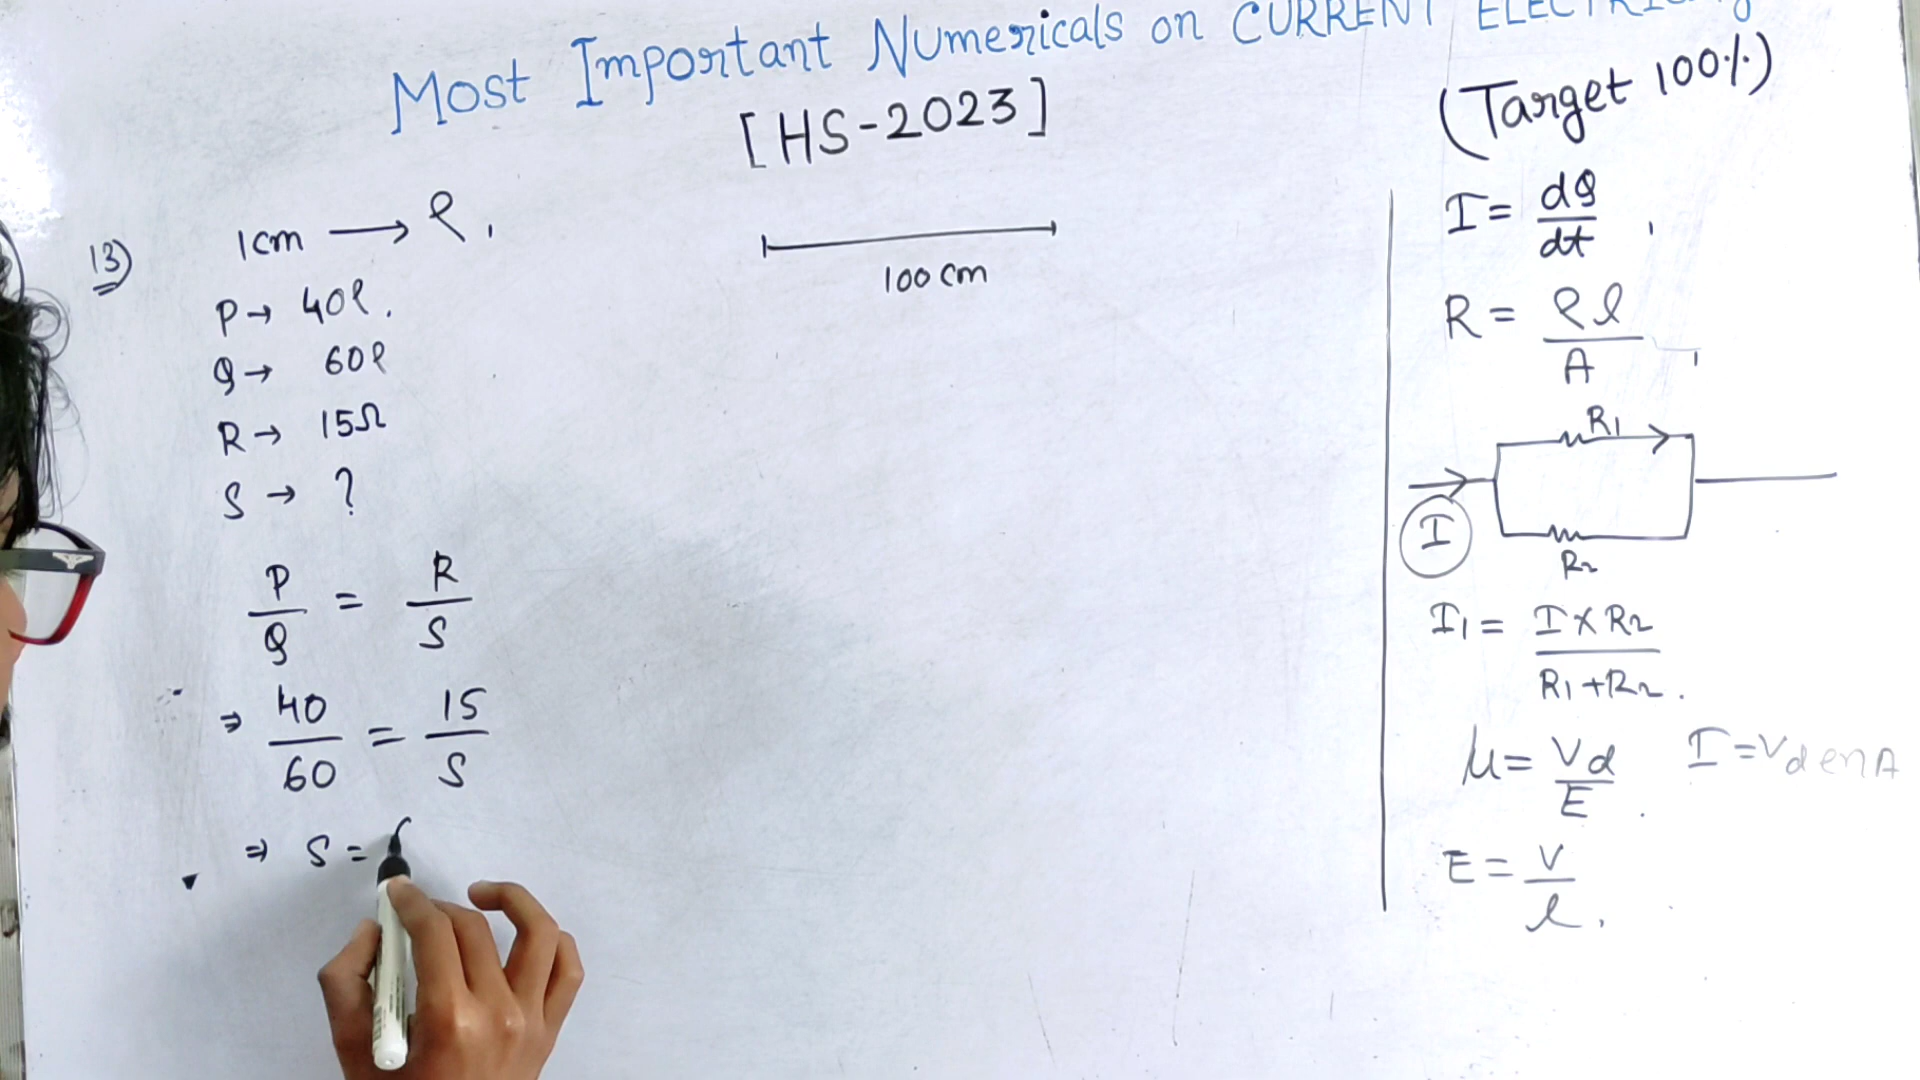 Most Important Numericals on CURRENT ELECTRICITY
[HS-2023]
(Target 100%)
13)
1cm → ρ,
P → 40ρ.
Q → 60ρ
R → 15Ω
S → ?
P/Q = R/S
⇒ 40/60 = 15/S
⇒ S =
100 cm
I = dQ/dt ,
R = ρl/A
R1
I
R2
I1 = I×R2/R1+R2.
μ = Vd/E.
I = VdenA
E = V/l.